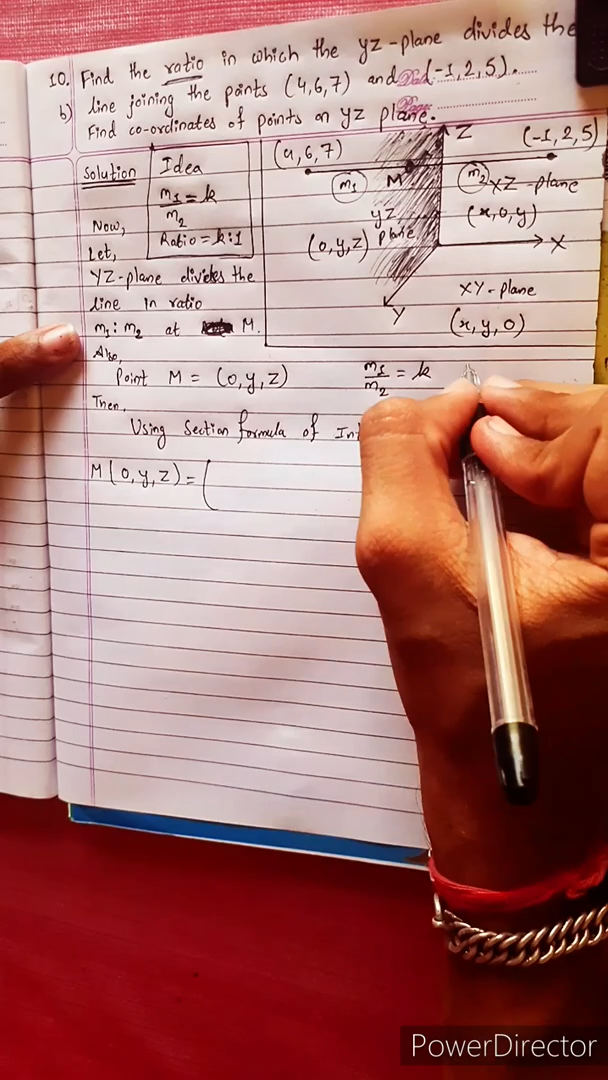 10. Find the ratio in which the yz-plane divides the
b) line joining the points (4,6,7) and (-1,2,5).
Find co-ordinates of points on yz plane.
Solution
Idea
m1/m2 = k
Ratio = k:1
(4,6,7)
Z
(-1,2,5)
m1
M
m2
XZ-plane
(x,0,y)
yz
plane
(0,y,z)
X
XY-plane
Y
(x,y,0)
Now,
Let,
YZ-plane divides the
line in ratio
m1:m2 at M.
Also,
Point M = (0,y,z)
m1/m2 = k
Then,
Using Section formula of Int
M(0,y,z) = (
PowerDirector